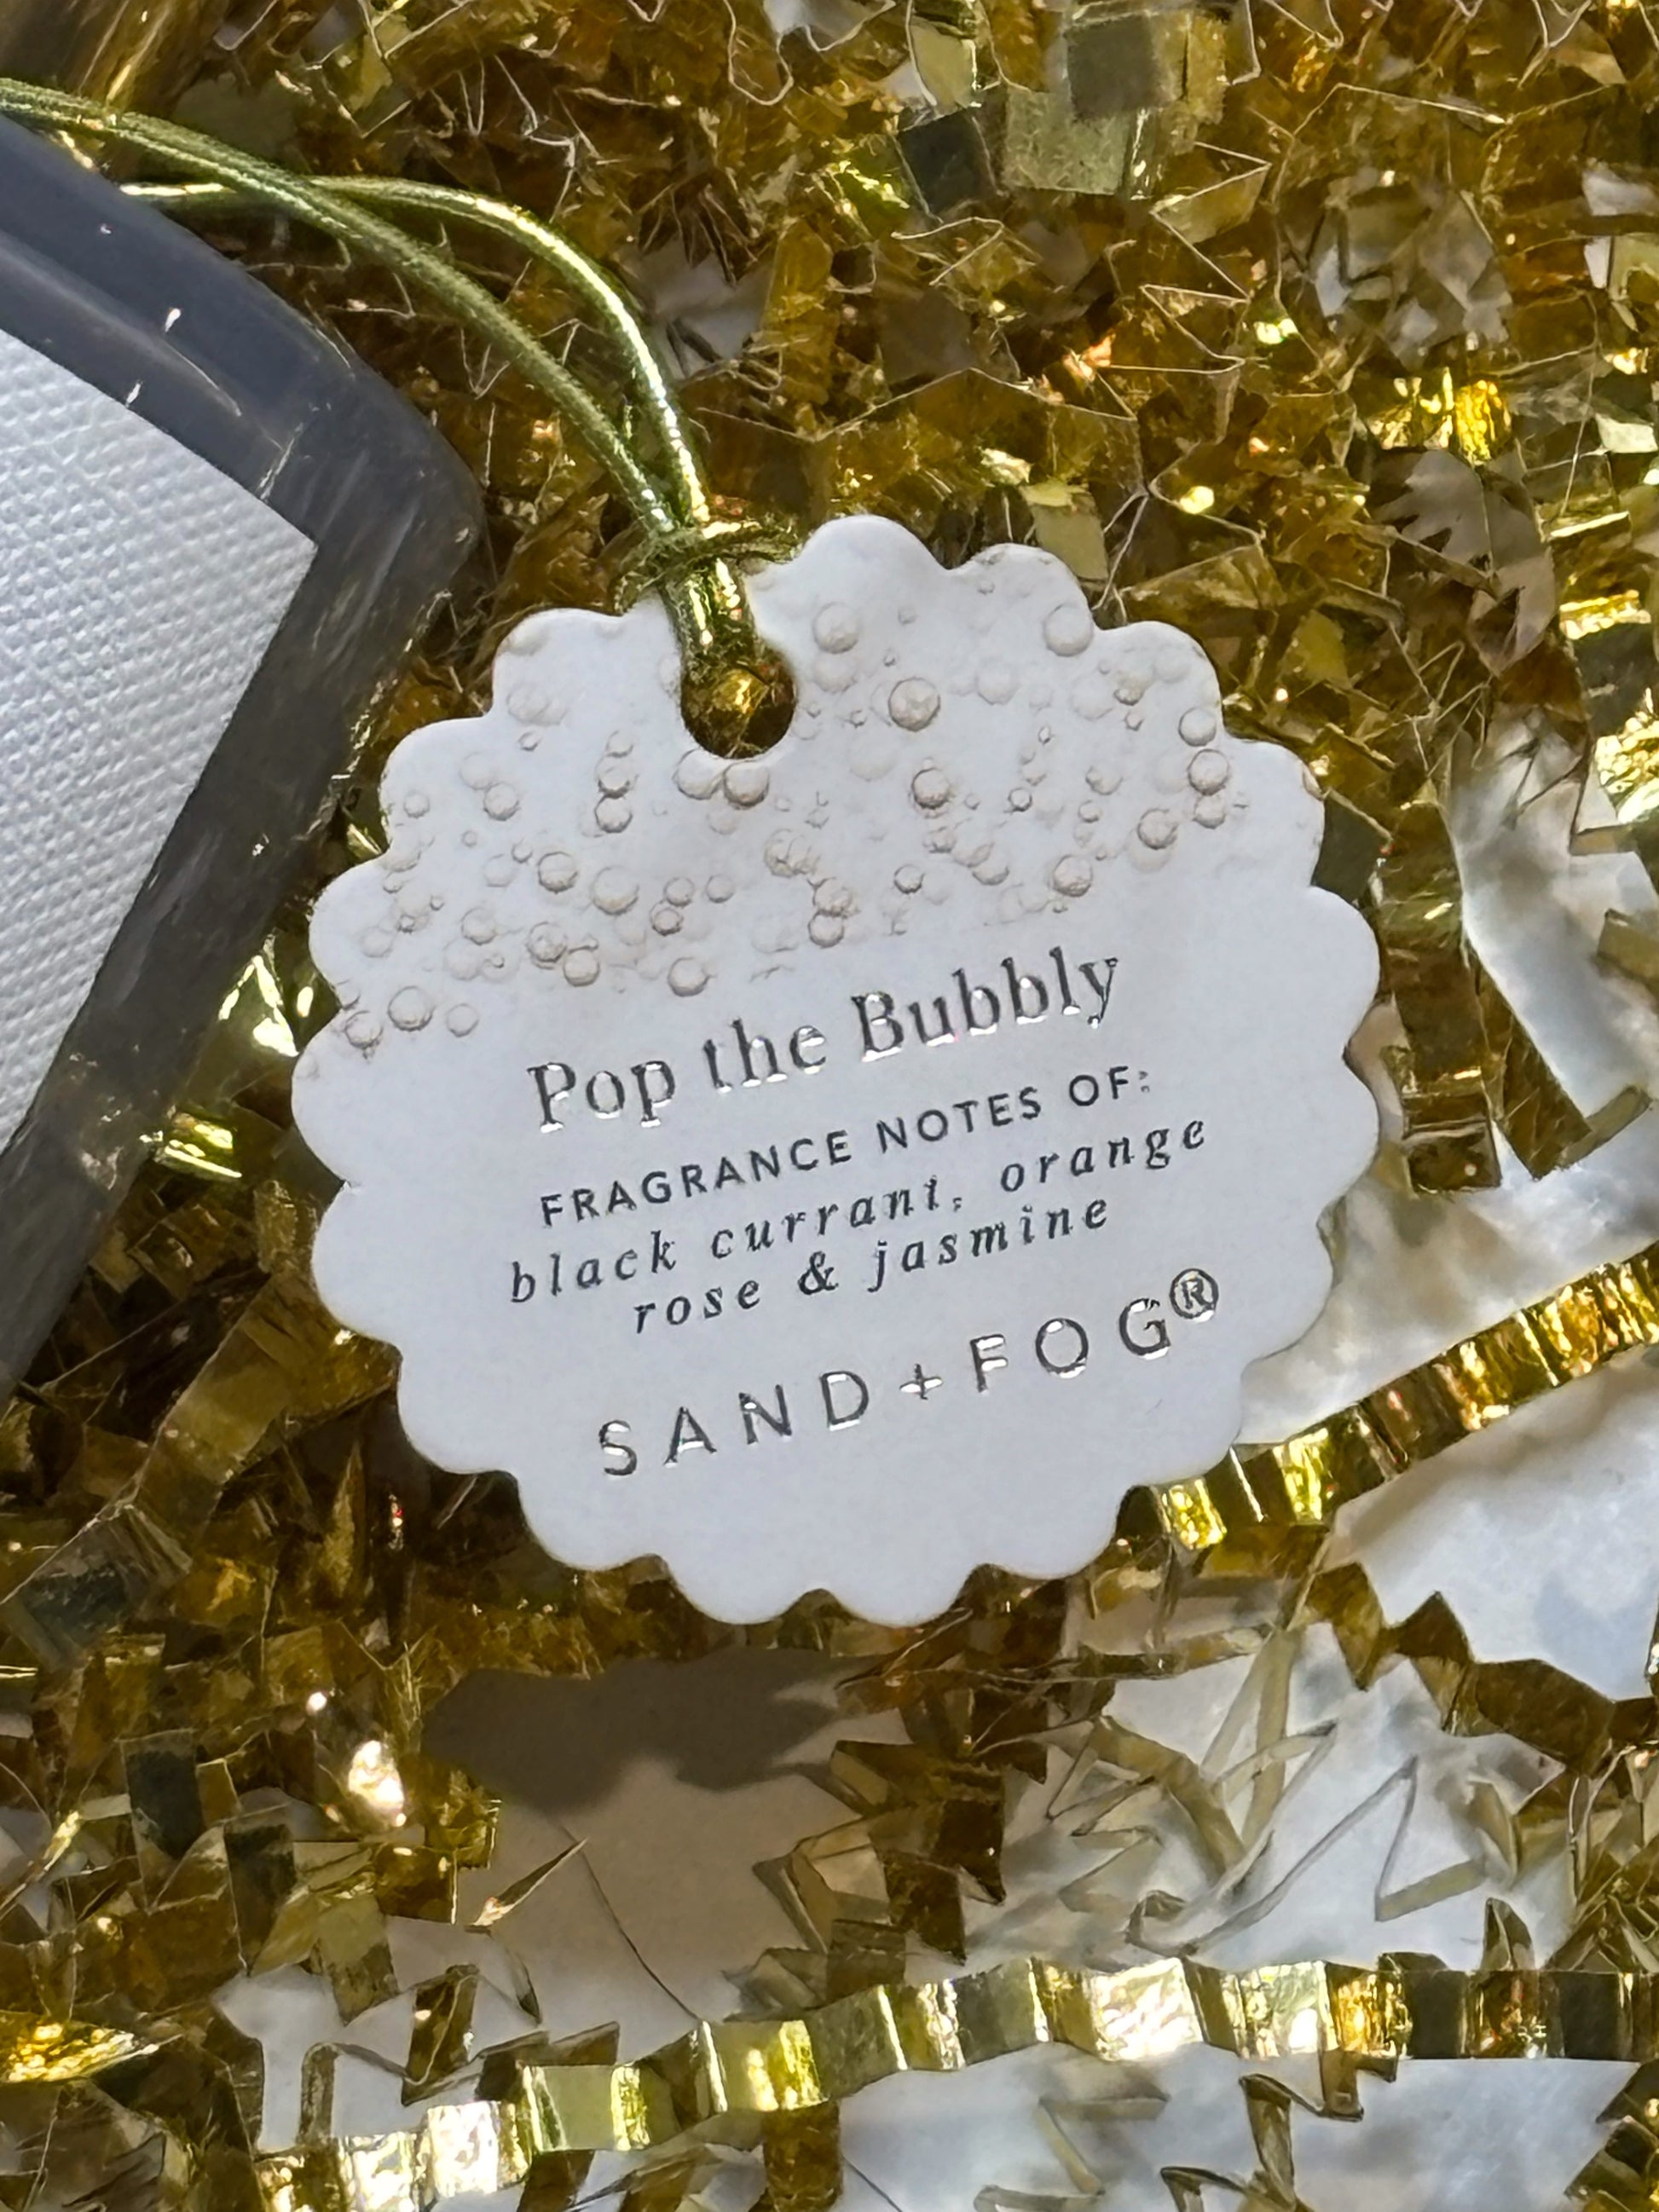 Pop the Bubbly
FRAGRANCE NOTES OF:
black currant, orange
rose & jasmine
SAND+FOG®